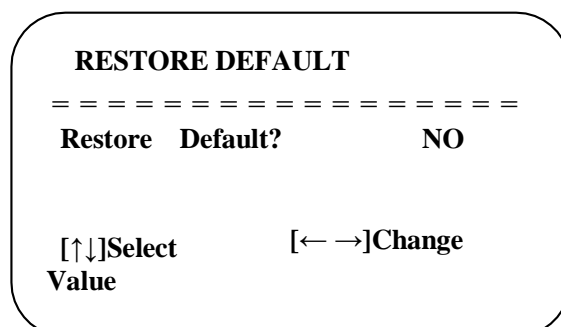 RESTORE DEFAULT
= = = = = = = = = = = = = = = = =
Restore Default? NO
[↑↓]Select [← →]Change
Value